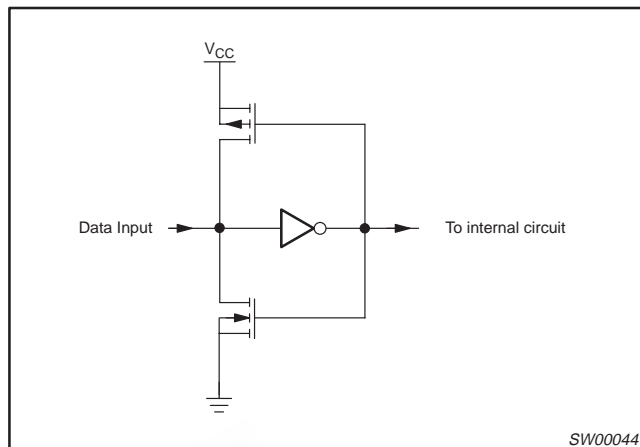 VCC
Data Input
To internal circuit
SW00044